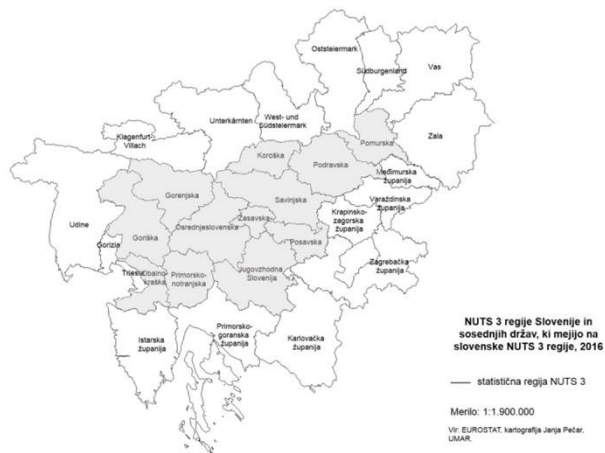 Oststeiermark
Südburgenland
Vas
Unterkärnten
West- und
Südsteiermark
Klagenfurt-
Villach
Zala
Pomurska
Koroška
Podravska
Međimurska
županija
Gorenjska
Savinjska
Varaždinska
županija
Udine
Goriška
Osrednjeslovenska
Zasavska
Krapinsko-
zagorska
županija
Gorizia
Posavska
Zagrebačka
županija
Trieste
Obalno-
kraška
Primorsko-
notranjska
Jugovzhodna
Slovenija
Istarska
županija
Primorsko-
goranska
županija
Karlovačka
županija
NUTS 3 regije Slovenije in
sosednjih držav, ki mejijo na
slovenske NUTS 3 regije, 2016
statistična regija NUTS 3
Merilo: 1:1.900.000
Vir: EUROSTAT, kartografija Janja Pečar,
UMAR.